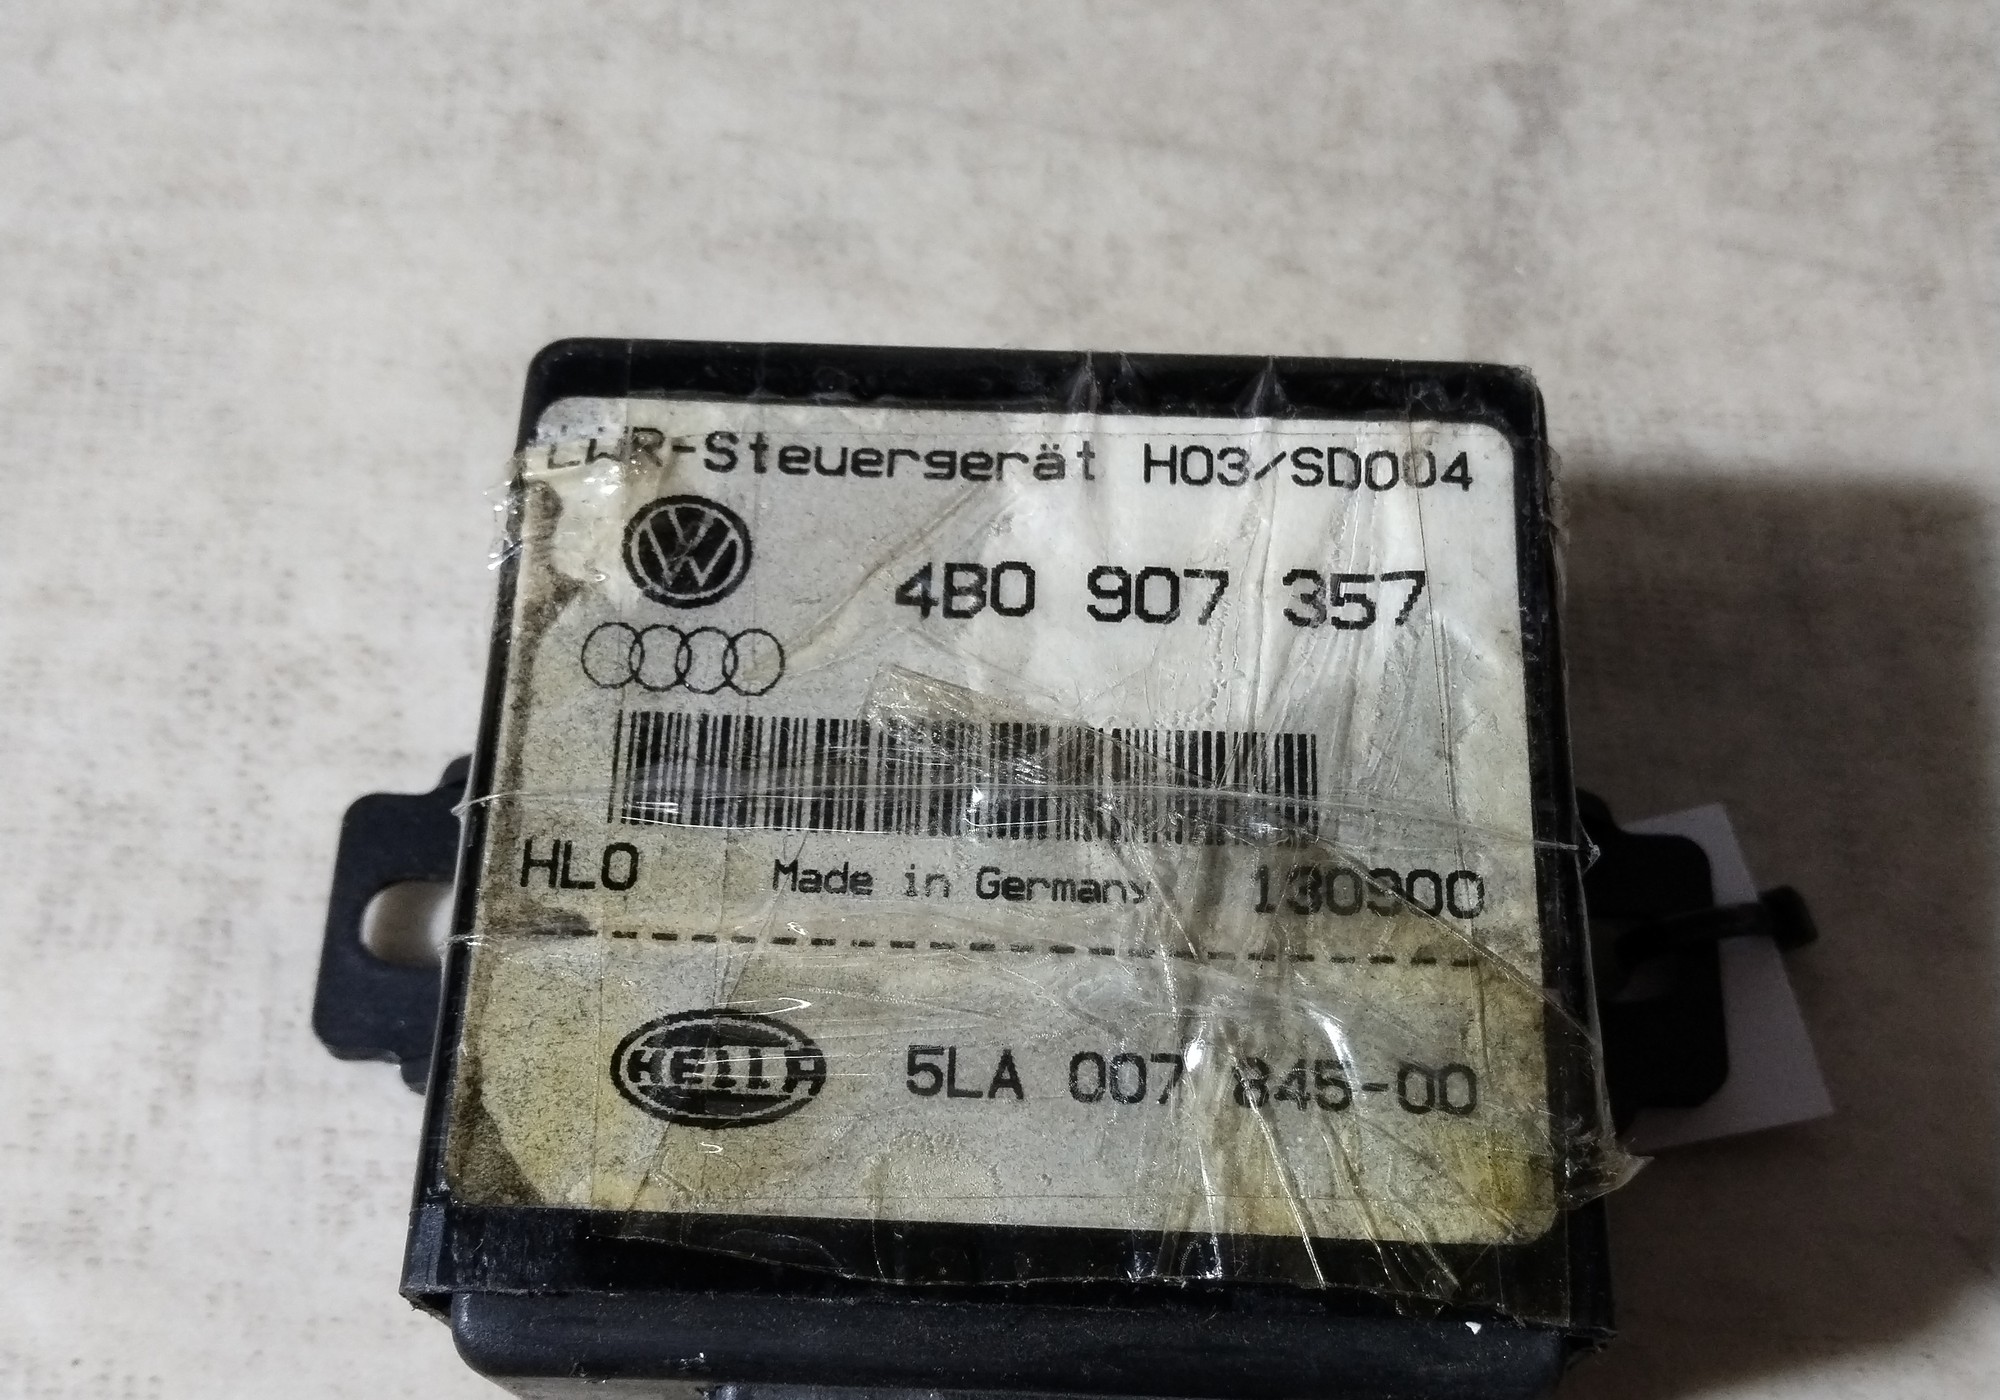 LWR-Steuergerät H03/SD004
4B0 907 357
HLO Made in Germany 130900
HELLA 5LA 007 845-00